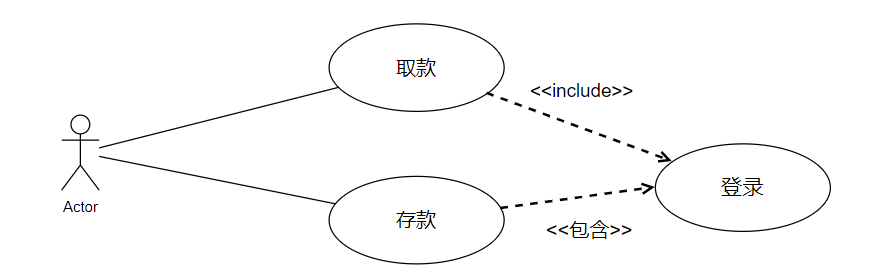 取款
<<include>>
Actor
登录
存款
<<包含>>